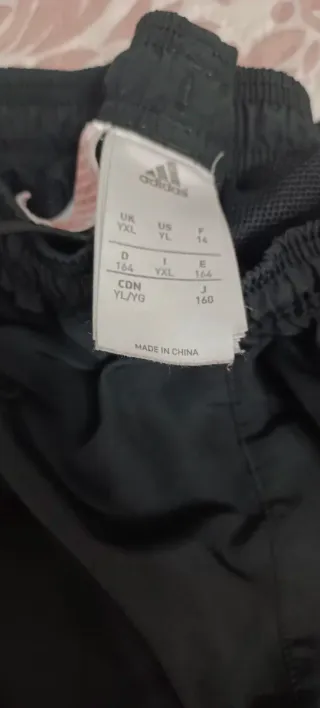 adidas
UK US F
YXL YL 14
D I E
164 YXL 164
CDN J
YL/YG 160
MADE IN CHINA